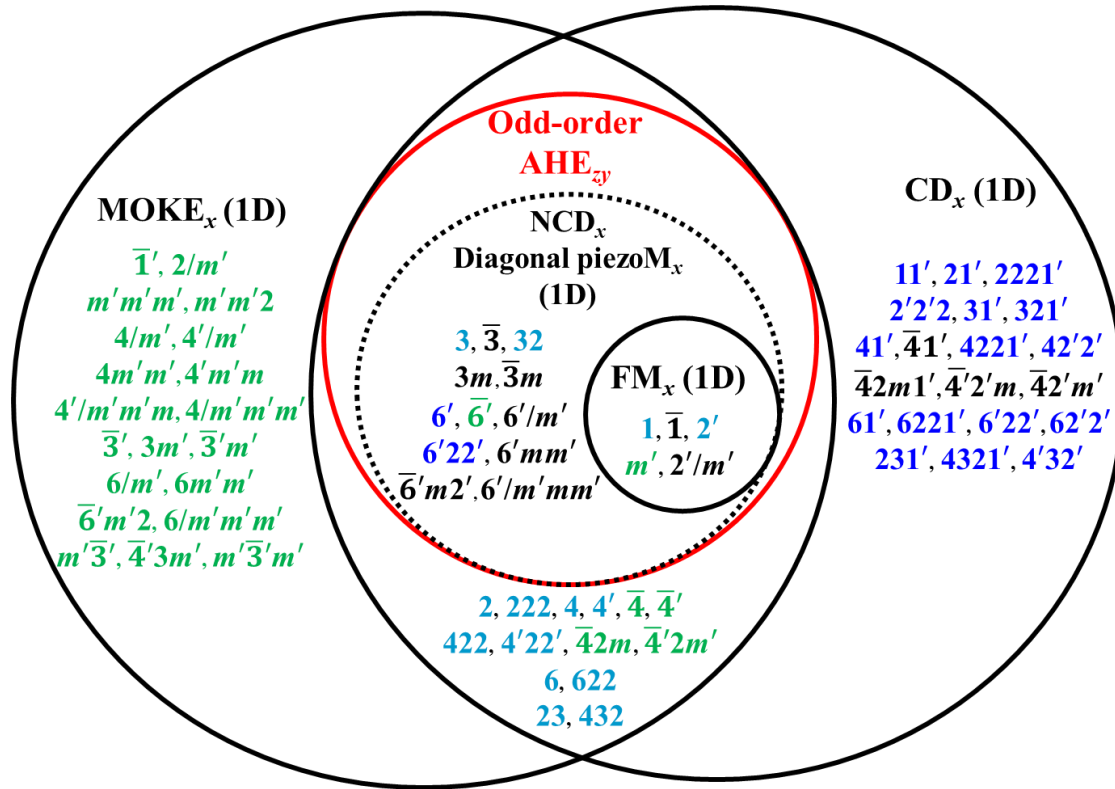 Odd-order
AHE_zy
MOKE_x (1D)
1̅′, 2/m′
m′m′m′, m′m′2
4/m′, 4′/m′
4m′m′, 4′m′m
4′/m′m′m, 4/m′m′m′
3̅′, 3m′, 3̅′m′
6/m′, 6m′m′
6̅′m′2, 6/m′m′m′
m′3̅′, 4̅′3m′, m′3̅′m′
NCD_x
Diagonal piezoM_x
(1D)
3, 3̅, 32
3m, 3̅m
6′, 6̅′, 6′/m′
6′22′, 6′mm′
6̅′m2′, 6′/m′mm′
FM_x (1D)
1, 1̅, 2′
m′, 2′/m′
CD_x (1D)
11′, 21′, 2221′
2′2′2, 31′, 321′
41′, 4̅1′, 4221′, 42′2′
4̅2m1′, 4̅′2′m, 4̅2′m′
61′, 6221′, 6′22′, 62′2′
231′, 4321′, 4′32′
2, 222, 4, 4′, 4̅, 4̅′
422, 4′22′, 4̅2m, 4̅′2m′
6, 622
23, 432